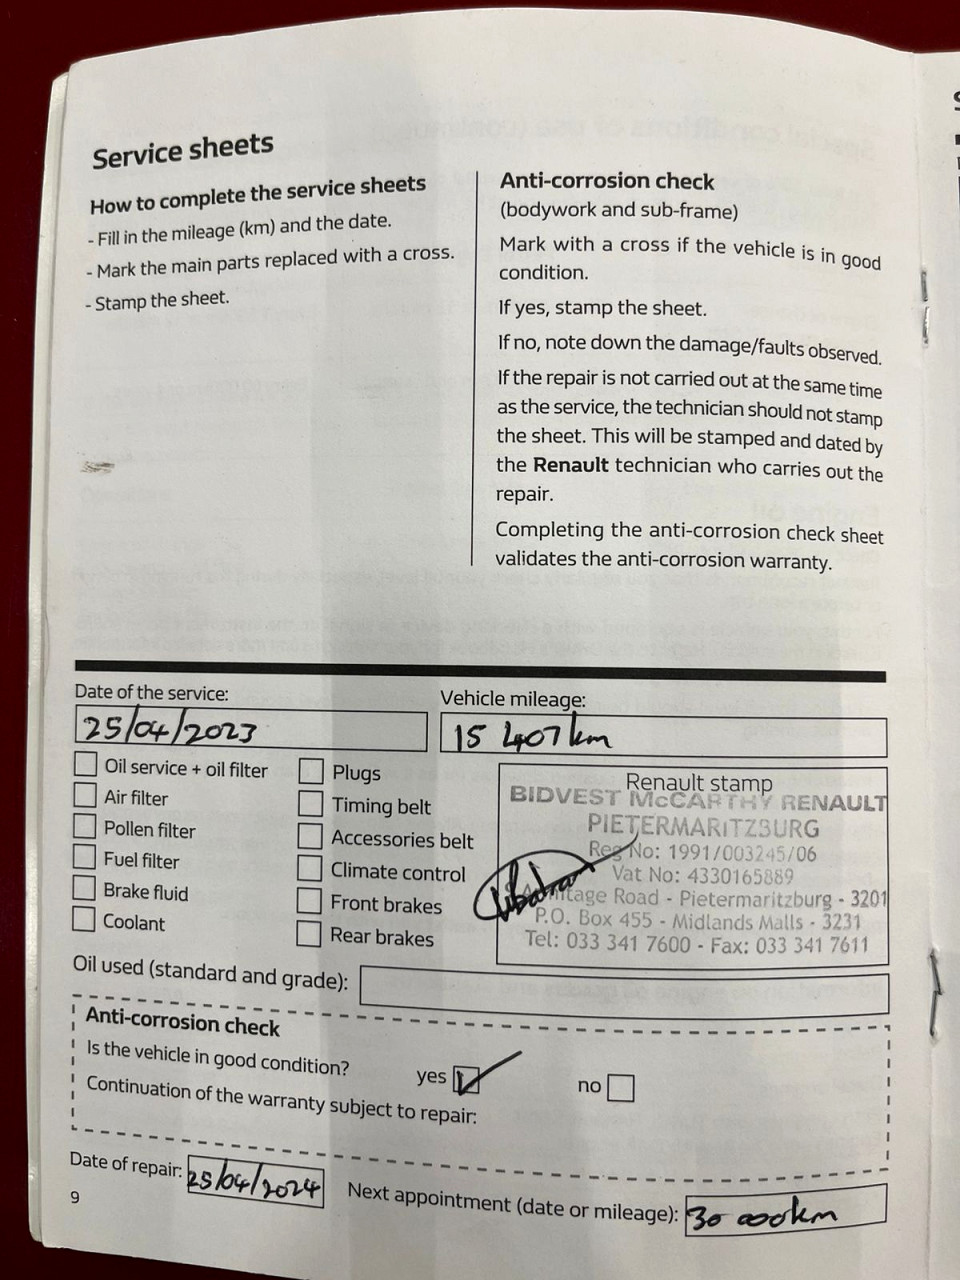 Service sheets
How to complete the service sheets
- Fill in the mileage (km) and the date.
- Mark the main parts replaced with a cross.
- Stamp the sheet.
Anti-corrosion check
(bodywork and sub-frame)
Mark with a cross if the vehicle is in good
condition.
If yes, stamp the sheet.
If no, note down the damage/faults observed.
If the repair is not carried out at the same time
as the service, the technician should not stamp
the sheet. This will be stamped and dated by
the Renault technician who carries out the
repair.
Completing the anti-corrosion check sheet
validates the anti-corrosion warranty.
Date of the service:
25/04/2023
Vehicle mileage:
15 407 km
Oil service + oil filter
Air filter
Pollen filter
Fuel filter
Brake fluid
Coolant
Plugs
Timing belt
Accessories belt
Climate control
Front brakes
Rear brakes
Renault stamp
BIDVEST McCARTHY RENAULT
PIETERMARITZBURG
Reg No: 1991/003245/06
Vat No: 4330165889
Road - Pietermaritzburg - 3201
P.O. Box 455 - Midlands Malls - 3231
Tel: 033 341 7600 - Fax: 033 341 7611
Oil used (standard and grade):
Anti-corrosion check
Is the vehicle in good condition?
yes
no
Continuation of the warranty subject to repair:
Date of repair: 25/04/2024
Next appointment (date or mileage): 30 000km
9